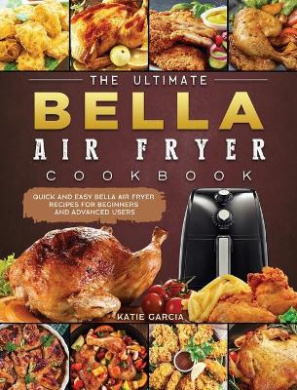 THE ULTIMATE
BELLA
AIR FRYER
COOKBOOK
QUICK AND EASY BELLA AIR FRYER
RECIPES FOR BEGINNERS
AND ADVANCED USERS
KATIE GARCIA